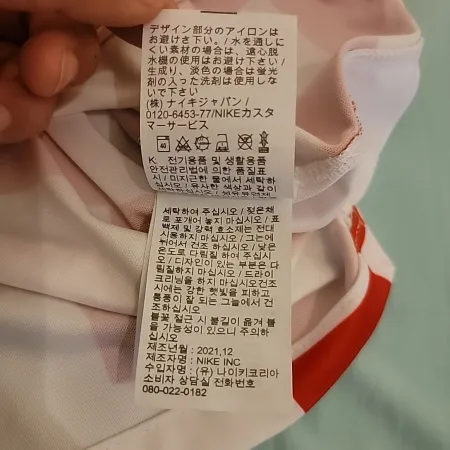 デザイン部分のアイロンは
お避け下さい。/ 水を通しに
くい素材の場合は、遠心脱
水機の使用はお避け下さい /
生成り、淡色の場合は蛍光
剤の入った洗剤は使用しな
いで下さい
(株) ナイキジャパン /
0120-6453-77/NIKEカスタ
マーサービス
40
K: 전기용품 및 생활용품
안전관리법에 의한 품질표
시 / 미지근한 물에서 세탁하
십시오 / 유사한 색상과 같이
세탁하여 주십시오 / 젖은채
로 포개어 놓지 마십시오 / 표
백제 및 강력 효소제는 전대
시용하지 마십시오 / 그늘에
뉘어서 건조 하십시오 / 낮은
온도로 다림질 하여 주십시
오 / 디자인이 있는 부분은 다
림질하지 마십시오 / 드라이
크리닝을 하지 마십시오건조
시에는 강한 햇빛을 피하고
통풍이 잘 되는 그늘에서 건
조하십시오
불꽃 접근 시 불길이 옮겨 붙
을 가능성이 있으니 주의하
십시오
제조년월 : 2021,12
제조자명 : NIKE INC
수입자명 : (유) 나이키코리아
소비자 상담실 전화번호
080-022-0182